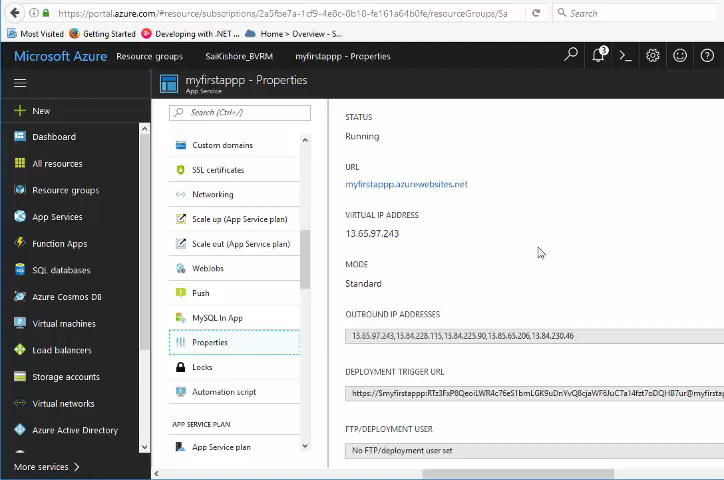 https://portal.azure.com/#resource/subscriptions/2a5fbe7a-1cf9-4e8c-8b18-fe161a64b0fe/resourceGroups/Sa
Search
Most Visited
Getting Started
Developing with .NET ...
Home > Overview - S...
Microsoft Azure
Resource groups
SaiKishore_BVRM
myfirstappp - Properties
3
myfirstappp - Properties
App Service
New
Dashboard
All resources
Resource groups
App Services
Function Apps
SQL databases
Azure Cosmos DB
Virtual machines
Load balancers
Storage accounts
Virtual networks
Azure Active Directory
More services
Search (Ctrl+/)
Custom domains
SSL certificates
Networking
Scale up (App Service plan)
Scale out (App Service plan)
WebJobs
Push
MySQL In App
Properties
Locks
Automation script
APP SERVICE PLAN
App Service plan
STATUS
Running
URL
myfirstappp.azurewebsites.net
VIRTUAL IP ADDRESS
13.65.97.243
MODE
Standard
OUTBOUND IP ADDRESSES
13.65.97.243,13.84.228.115,13.84.225.90,13.85.65.206,13.84.230.46
DEPLOYMENT TRIGGER URL
FTP/DEPLOYMENT USER
No FTP/deployment user set